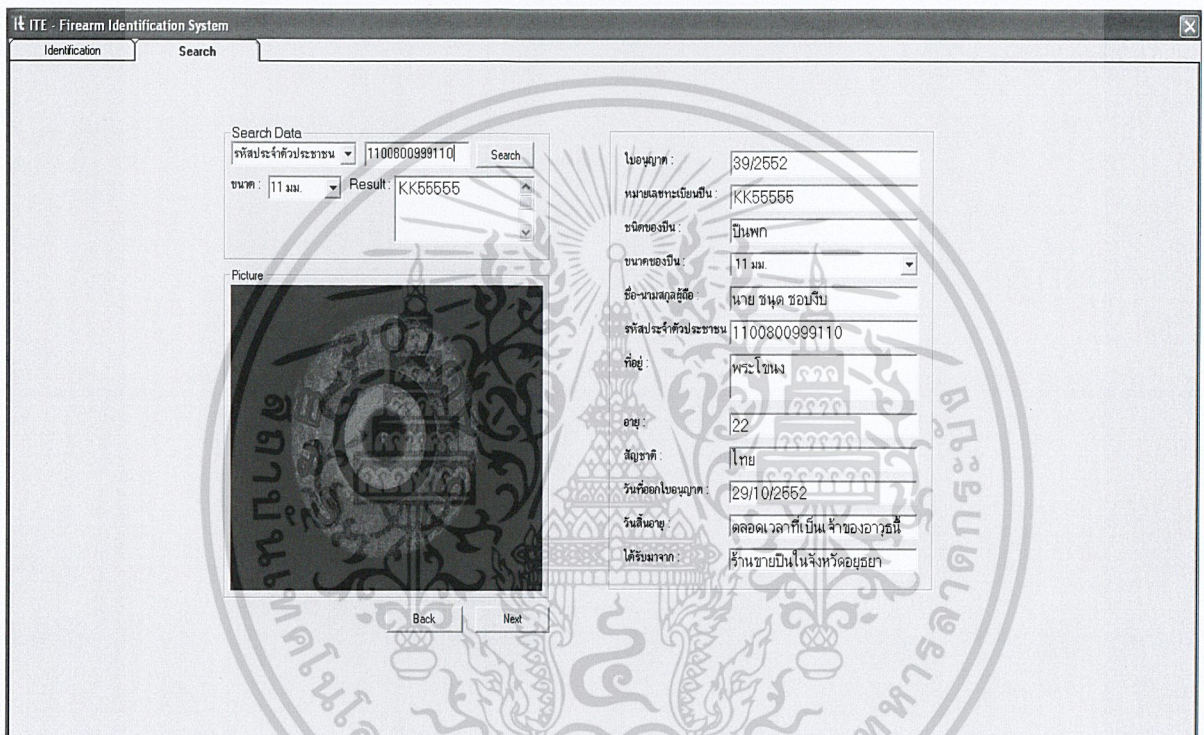 ITE - Firearm Identification System
Identification
Search
Search Data
รหัสประจำตัวประชาชน
1100800999110
Search
ขนาด :
11 มม.
Result :
KK55555
Picture
Back
Next
ใบอนุญาต :
39/2552
หมายเลขทะเบียนปืน :
KK55555
ชนิดของปืน :
ปืนพก
ขนาดของปืน :
11 มม.
ชื่อ-นามสกุลผู้ถือ :
นาย ชนุด ชอบงีบ
รหัสประจำตัวประชาชน
1100800999110
ที่อยู่ :
พระโขนง
อายุ :
22
สัญชาติ :
ไทย
วันที่ออกใบอนุญาต :
29/10/2552
วันสิ้นอายุ :
ตลอดเวลาที่เป็นเจ้าของอาวุธนี้
ได้รับมาจาก :
ร้านขายปืนในจังหวัดอยุธยา